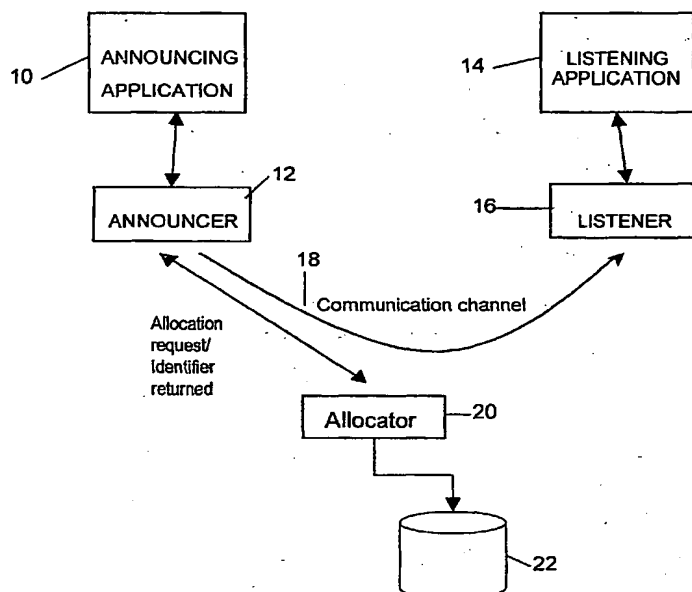 10
ANNOUNCING
APPLICATION
14
LISTENING
APPLICATION
12
ANNOUNCER
16
LISTENER
18
Communication channel
Allocation
request/
Identifier
returned
Allocator
20
22